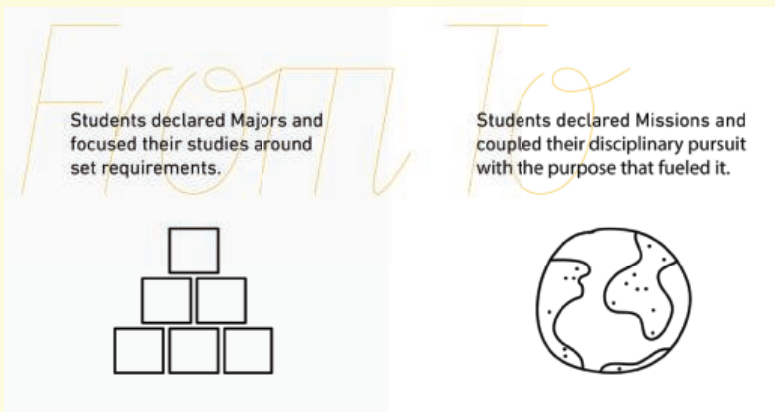 From
Students declared Majors and
focused their studies around
set requirements.
To
Students declared Missions and
coupled their disciplinary pursuit
with the purpose that fueled it.